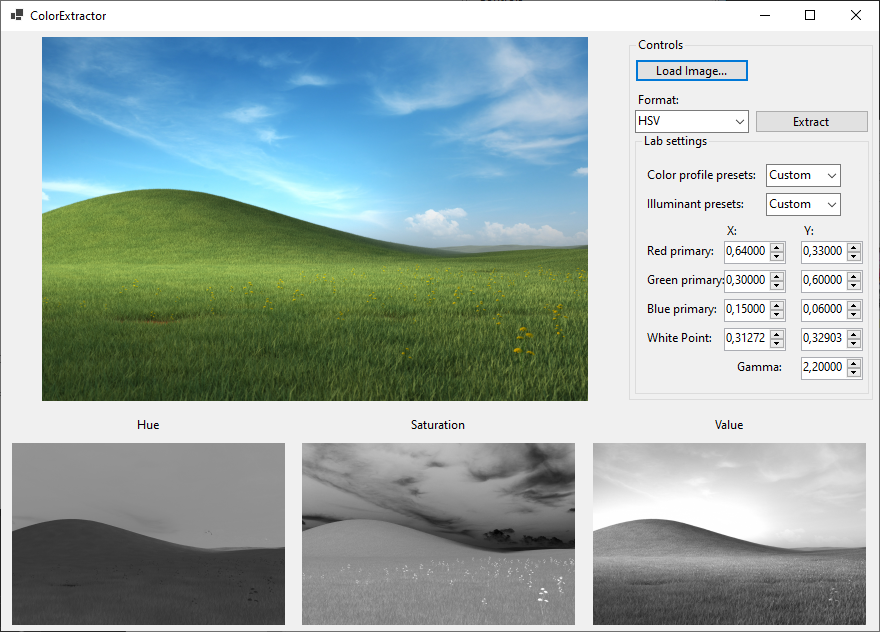 ColorExtractor
Controls
Load Image...
Format:
HSV
Extract
Lab settings
Color profile presets: Custom
Illuminant presets: Custom
X: Y:
Red primary: 0,64000 0,33000
Green primary: 0,30000 0,60000
Blue primary: 0,15000 0,06000
White Point: 0,31272 0,32903
Gamma: 2,20000
Hue
Saturation
Value